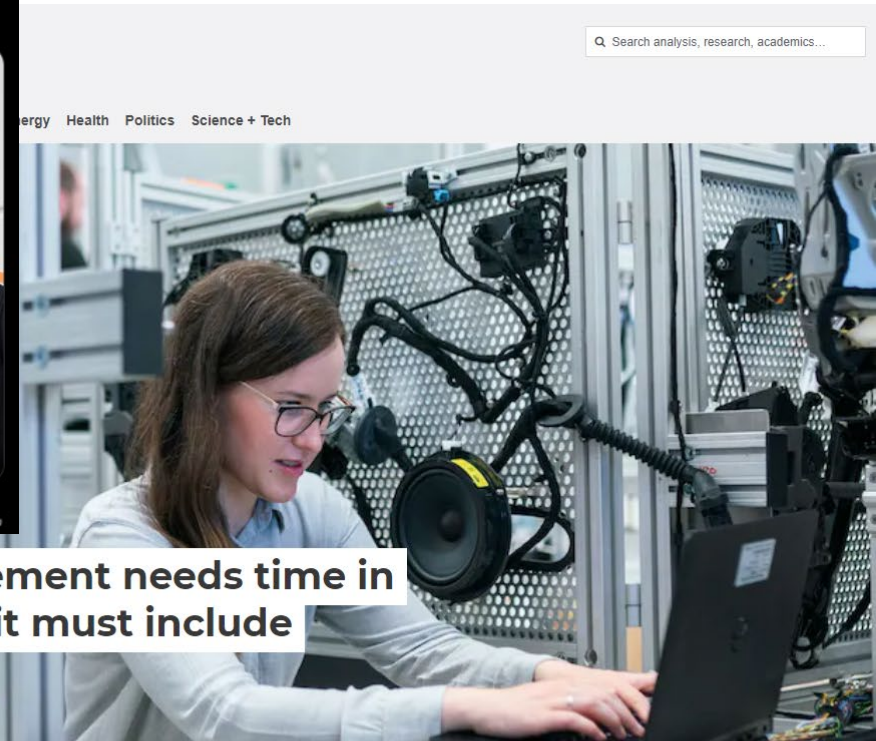 Search analysis, research, academics…
ergy Health Politics Science + Tech
ement needs time in
it must include